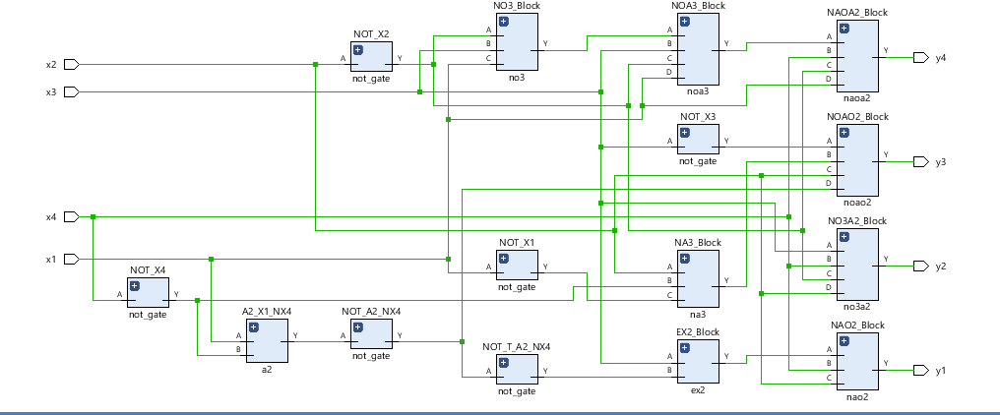 NO3_Block
A
B
C
Y
no3
NOA3_Block
A
B
C
D
Y
noa3
NAOA2_Block
A
B
C
D
Y
naoa2
y4
x2
NOT_X2
A
Y
not_gate
x3
NOT_X3
A
Y
not_gate
NOAO2_Block
A
B
C
D
Y
noao2
y3
x4
x1
NOT_X4
A
Y
not_gate
NOT_X1
A
Y
not_gate
NA3_Block
A
B
C
Y
na3
NO3A2_Block
A
B
C
D
Y
no3a2
y2
A2_X1_NX4
A
B
Y
a2
NOT_A2_NX4
A
Y
not_gate
NOT_T_A2_NX4
A
Y
not_gate
EX2_Block
A
B
Y
ex2
NAO2_Block
A
B
C
Y
nao2
y1